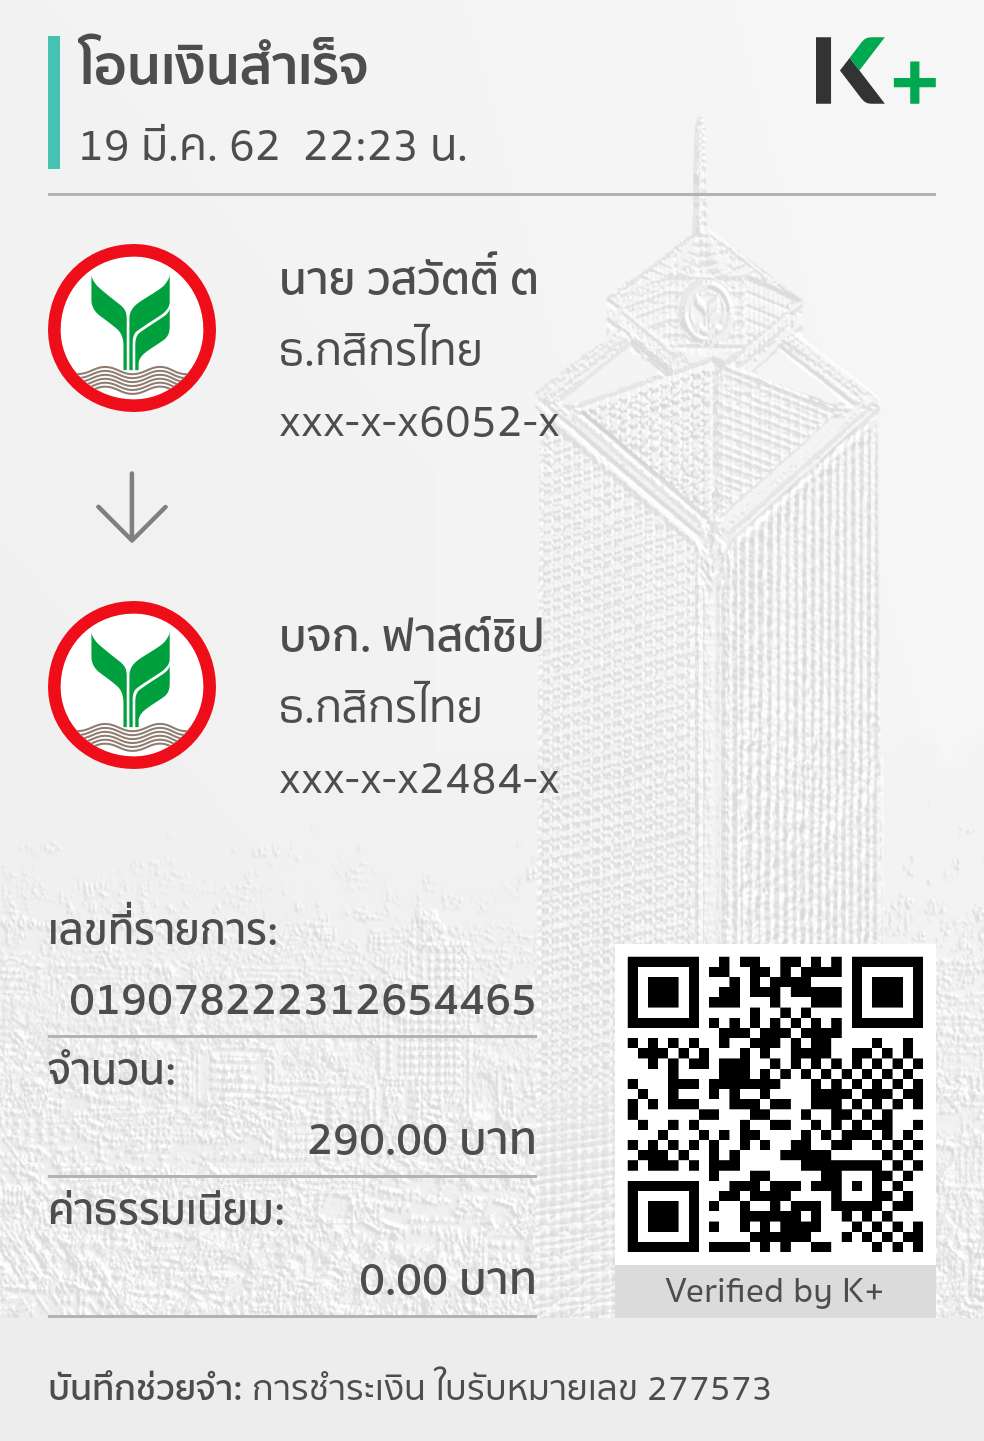 โอนเงินสำเร็จ
19 มี.ค. 62 22:23 น.
K+
นาย วสวัตติ์ ต
ธ.กสิกรไทย
xxx-x-x6052-x
บจก. ฟาสต์ชิป
ธ.กสิกรไทย
xxx-x-x2484-x
เลขที่รายการ:
019078222312654465
จำนวน:
290.00 บาท
ค่าธรรมเนียม:
0.00 บาท
Verified by K+
บันทึกช่วยจำ: การชำระเงิน ใบรับหมายเลข 277573